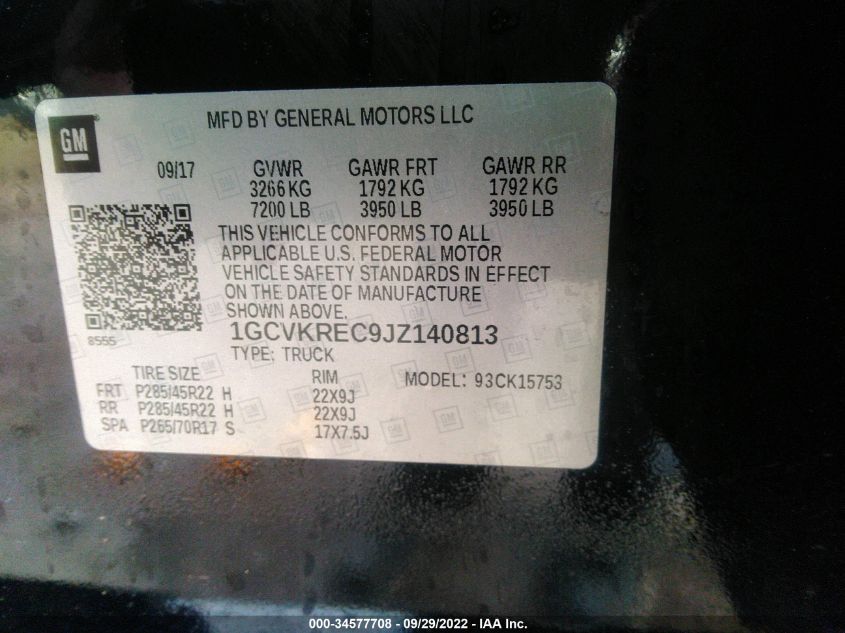 MFD BY GENERAL MOTORS LLC
GM
09/17 GVWR GAWR FRT GAWR RR
3266 KG 1792 KG 1792 KG
7200 LB 3950 LB 3950 LB
THIS VEHICLE CONFORMS TO ALL
APPLICABLE U.S. FEDERAL MOTOR
VEHICLE SAFETY STANDARDS IN EFFECT
ON THE DATE OF MANUFACTURE
SHOWN ABOVE.
8555
1GCVKREC9JZ140813
TYPE: TRUCK
TIRE SIZE RIM MODEL: 93CK15753
FRT P285/45R22 H 22X9J
RR P285/45R22 H 22X9J
SPA P265/70R17 S 17X7.5J
000-34577708 - 09/29/2022 - IAA Inc.